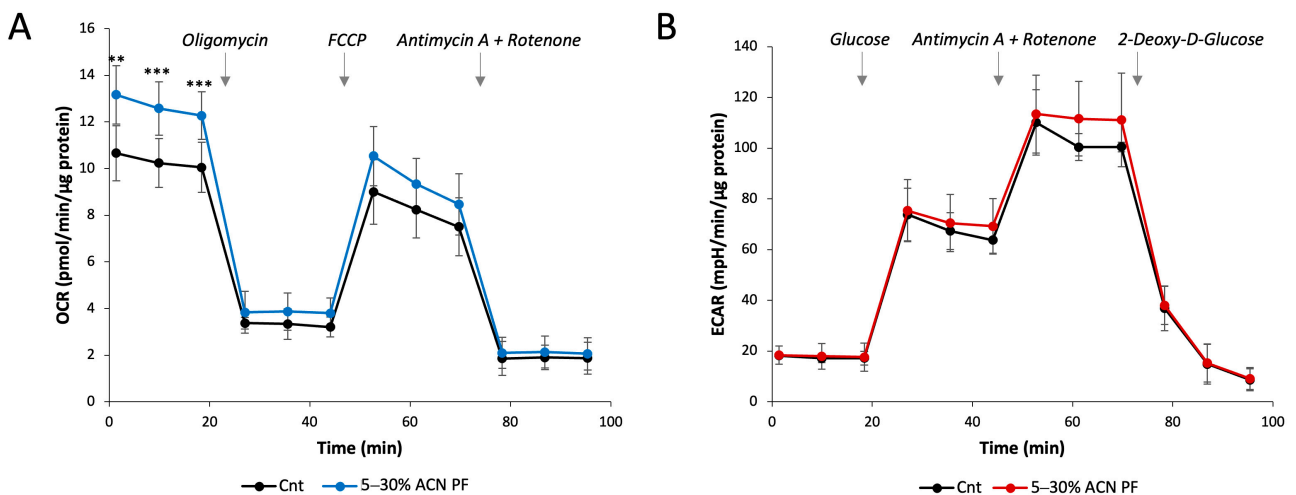 A
Oligomycin
FCCP
Antimycin A + Rotenone
**
***
***
OCR (pmol/min/µg protein)
16
14
12
10
8
6
4
2
0
0
20
40
60
80
100
Time (min)
Cnt
5–30% ACN PF
B
Glucose
Antimycin A + Rotenone
2-Deoxy-D-Glucose
ECAR (mpH/min/µg protein)
140
120
100
80
60
40
20
0
0
20
40
60
80
100
Time (min)
Cnt
5–30% ACN PF